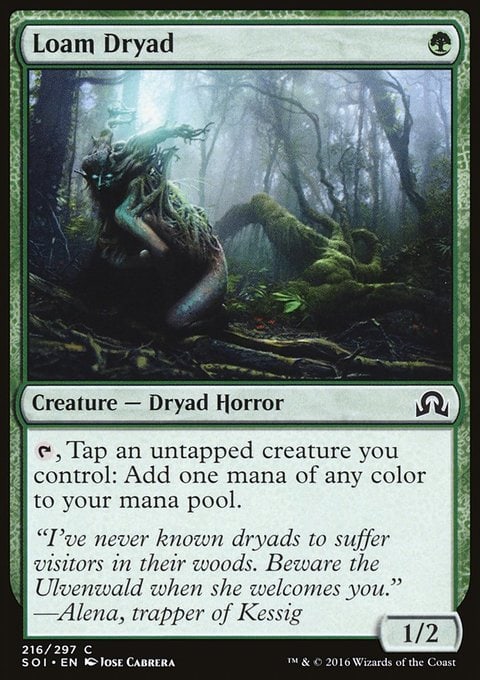 Loam Dryad
Creature — Dryad Horror
, Tap an untapped creature you
control: Add one mana of any color
to your mana pool.
“I’ve never known dryads to suffer
visitors in their woods. Beware the
Ulvenwald when she welcomes you.”
—Alena, trapper of Kessig
1/2
216/297 C
SOI • EN Jose Cabrera
™ & © 2016 Wizards of the Coast